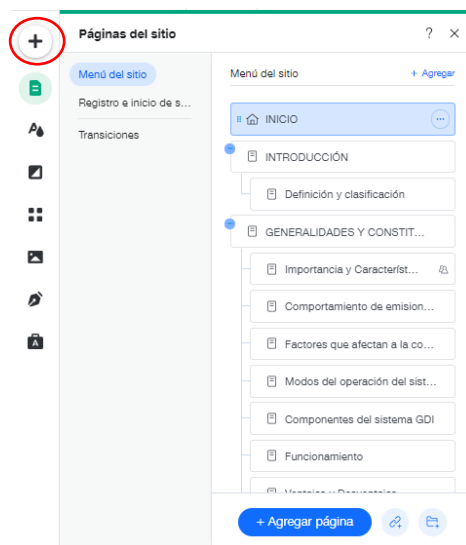 Páginas del sitio
?
Menú del sitio
Registro e inicio de s...
Transiciones
Menú del sitio
+ Agregar
INICIO
INTRODUCCIÓN
Definición y clasificación
GENERALIDADES Y CONSTIT...
Importancia y Característ...
Comportamiento de emision...
Factores que afectan a la co...
Modos del operación del sist...
Componentes del sistema GDI
Funcionamiento
+ Agregar página